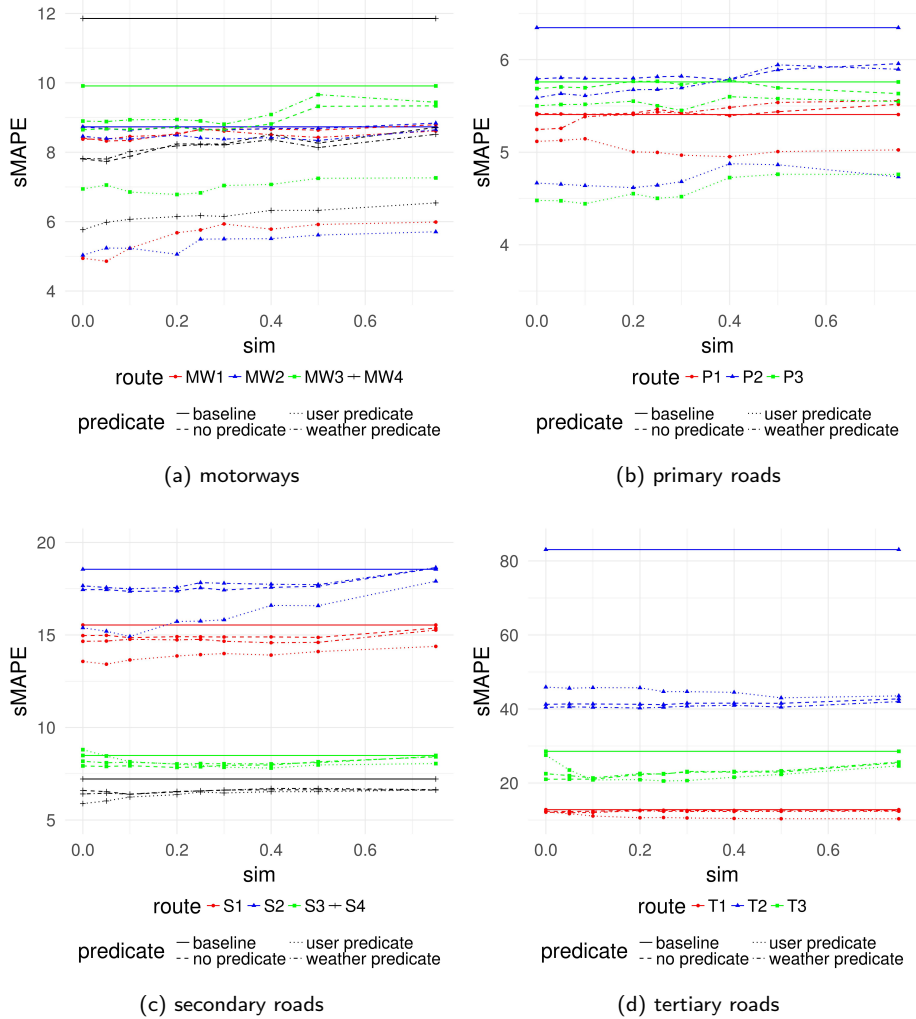 12
10
8
6
4
sMAPE
0.0 0.2 0.4 0.6
sim
route MW1 MW2 MW3 MW4
predicate baseline user predicate
no predicate weather predicate
(a) motorways
6
5
4
sMAPE
0.0 0.2 0.4 0.6
sim
route P1 P2 P3
predicate baseline user predicate
no predicate weather predicate
(b) primary roads
20
15
10
5
sMAPE
0.0 0.2 0.4 0.6
sim
route S1 S2 S3 S4
predicate baseline user predicate
no predicate weather predicate
(c) secondary roads
80
60
40
20
sMAPE
0.0 0.2 0.4 0.6
sim
route T1 T2 T3
predicate baseline user predicate
no predicate weather predicate
(d) tertiary roads